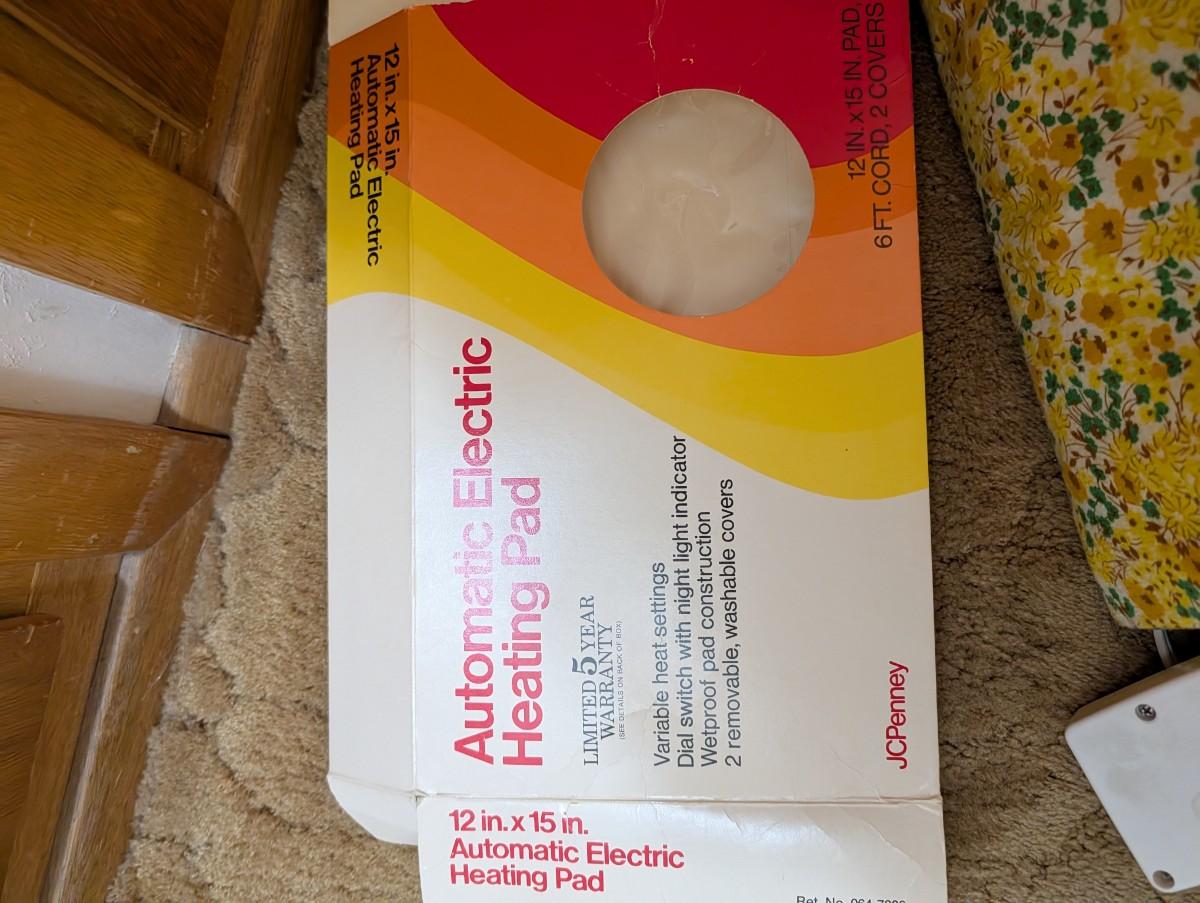 12 in. x 15 in.
Automatic Electric
Heating Pad
12 IN. x 15 IN. PAD,
6 FT. CORD, 2 COVERS
Automatic Electric
Heating Pad
LIMITED 5 YEAR
WARRANTY
(SEE DETAILS ON BACK OF BOX)
Variable heat settings
Dial switch with night light indicator
Wetproof pad construction
2 removable, washable covers
JCPenney
12 in. x 15 in.
Automatic Electric
Heating Pad